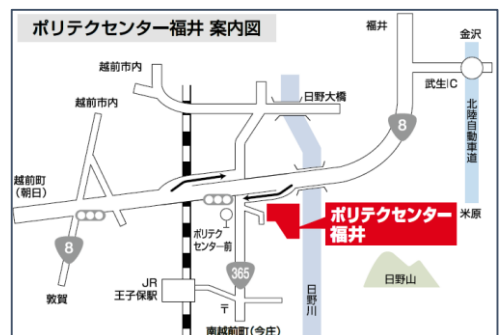 ポリテクセンター福井 案内図
福井
金沢
越前市内
日野大橋
武生IC
越前市内
8
北陸自動車道
越前町
(朝日)
ポリテク
センター前
ポリテクセンター
福井
米原
8
365
日野川
日野山
敦賀
JR
王子保駅
〒
南越前町(今庄)